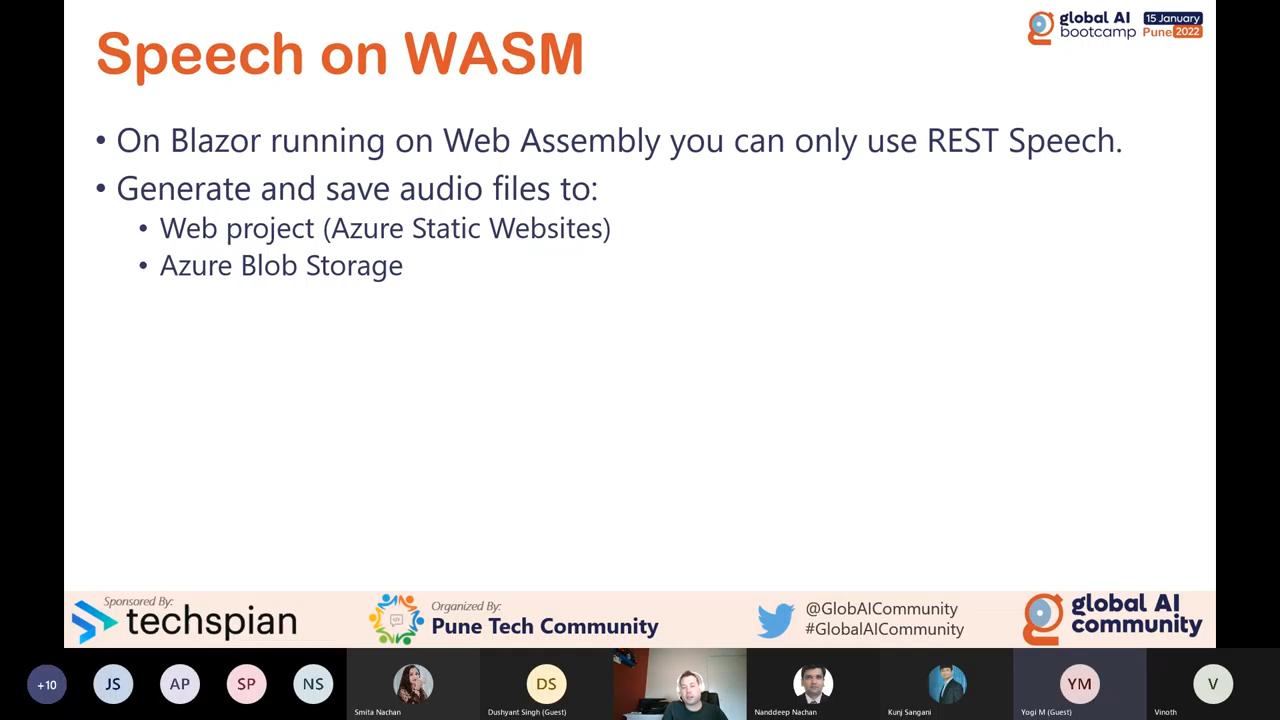 Speech on WASM
global AI
bootcamp
15 January
Pune 2022
• On Blazor running on Web Assembly you can only use REST Speech.
• Generate and save audio files to:
• Web project (Azure Static Websites)
• Azure Blob Storage
Sponsored By:
techspian
Organized By:
Pune Tech Community
@GlobAICommunity
#GlobalAICommunity
global AI
community
+10
JS
AP
SP
NS
Smita Nachan
DS
Dushyant Singh (Guest)
Nanddeep Nachan
Kunj Sangani
YM
Yogi M (Guest)
V
Vinoth